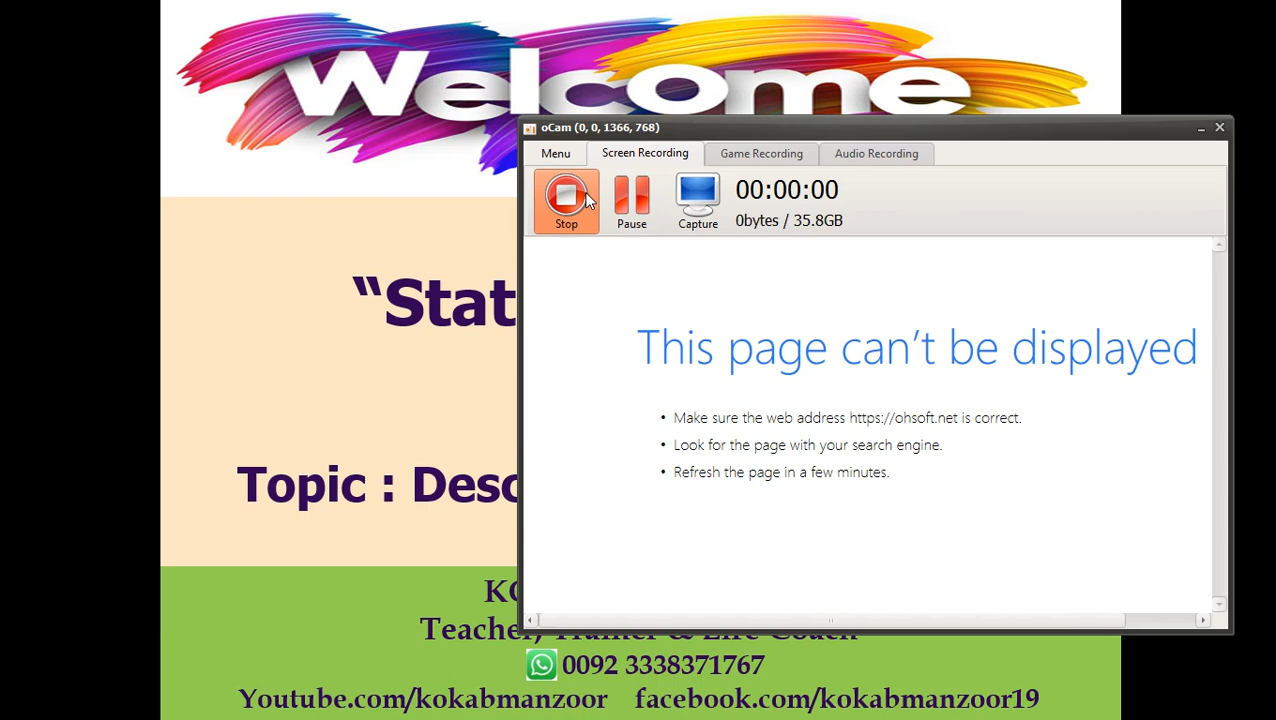 Welcome
oCam (0, 0, 1366, 768)
Menu
Screen Recording
Game Recording
Audio Recording
Stop
Pause
Capture
00:00:00
0bytes / 35.8GB
This page can't be displayed
• Make sure the web address https://ohsoft.net is correct.
• Look for the page with your search engine.
• Refresh the page in a few minutes.
“Stat
Topic : Desc
KO
Teacher, Trainer & Life Coach
0092 3338371767
Youtube.com/kokabmanzoor facebook.com/kokabmanzoor19